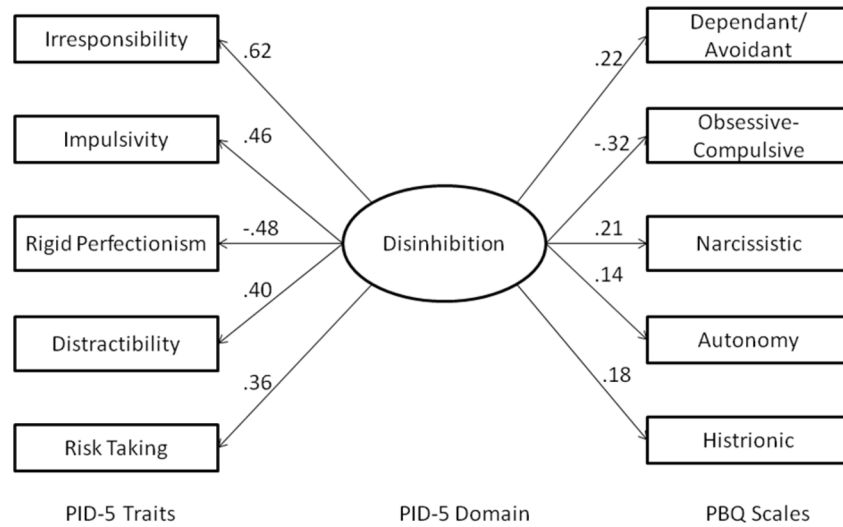 Irresponsibility
.62
Impulsivity
.46
Rigid Perfectionism
-.48
Distractibility
.40
Risk Taking
.36
Disinhibition
Dependant/
Avoidant
.22
Obsessive-
Compulsive
-.32
Narcissistic
.21
Autonomy
.14
Histrionic
.18
PID-5 Traits
PID-5 Domain
PBQ Scales